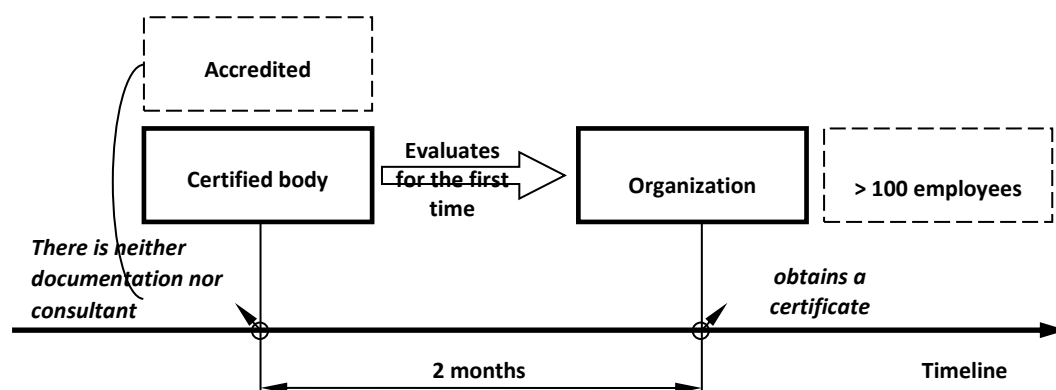 Accredited
Certified body
Evaluates
for the first
time
Organization
> 100 employees
There is neither
documentation nor
consultant
obtains a
certificate
2 months
Timeline